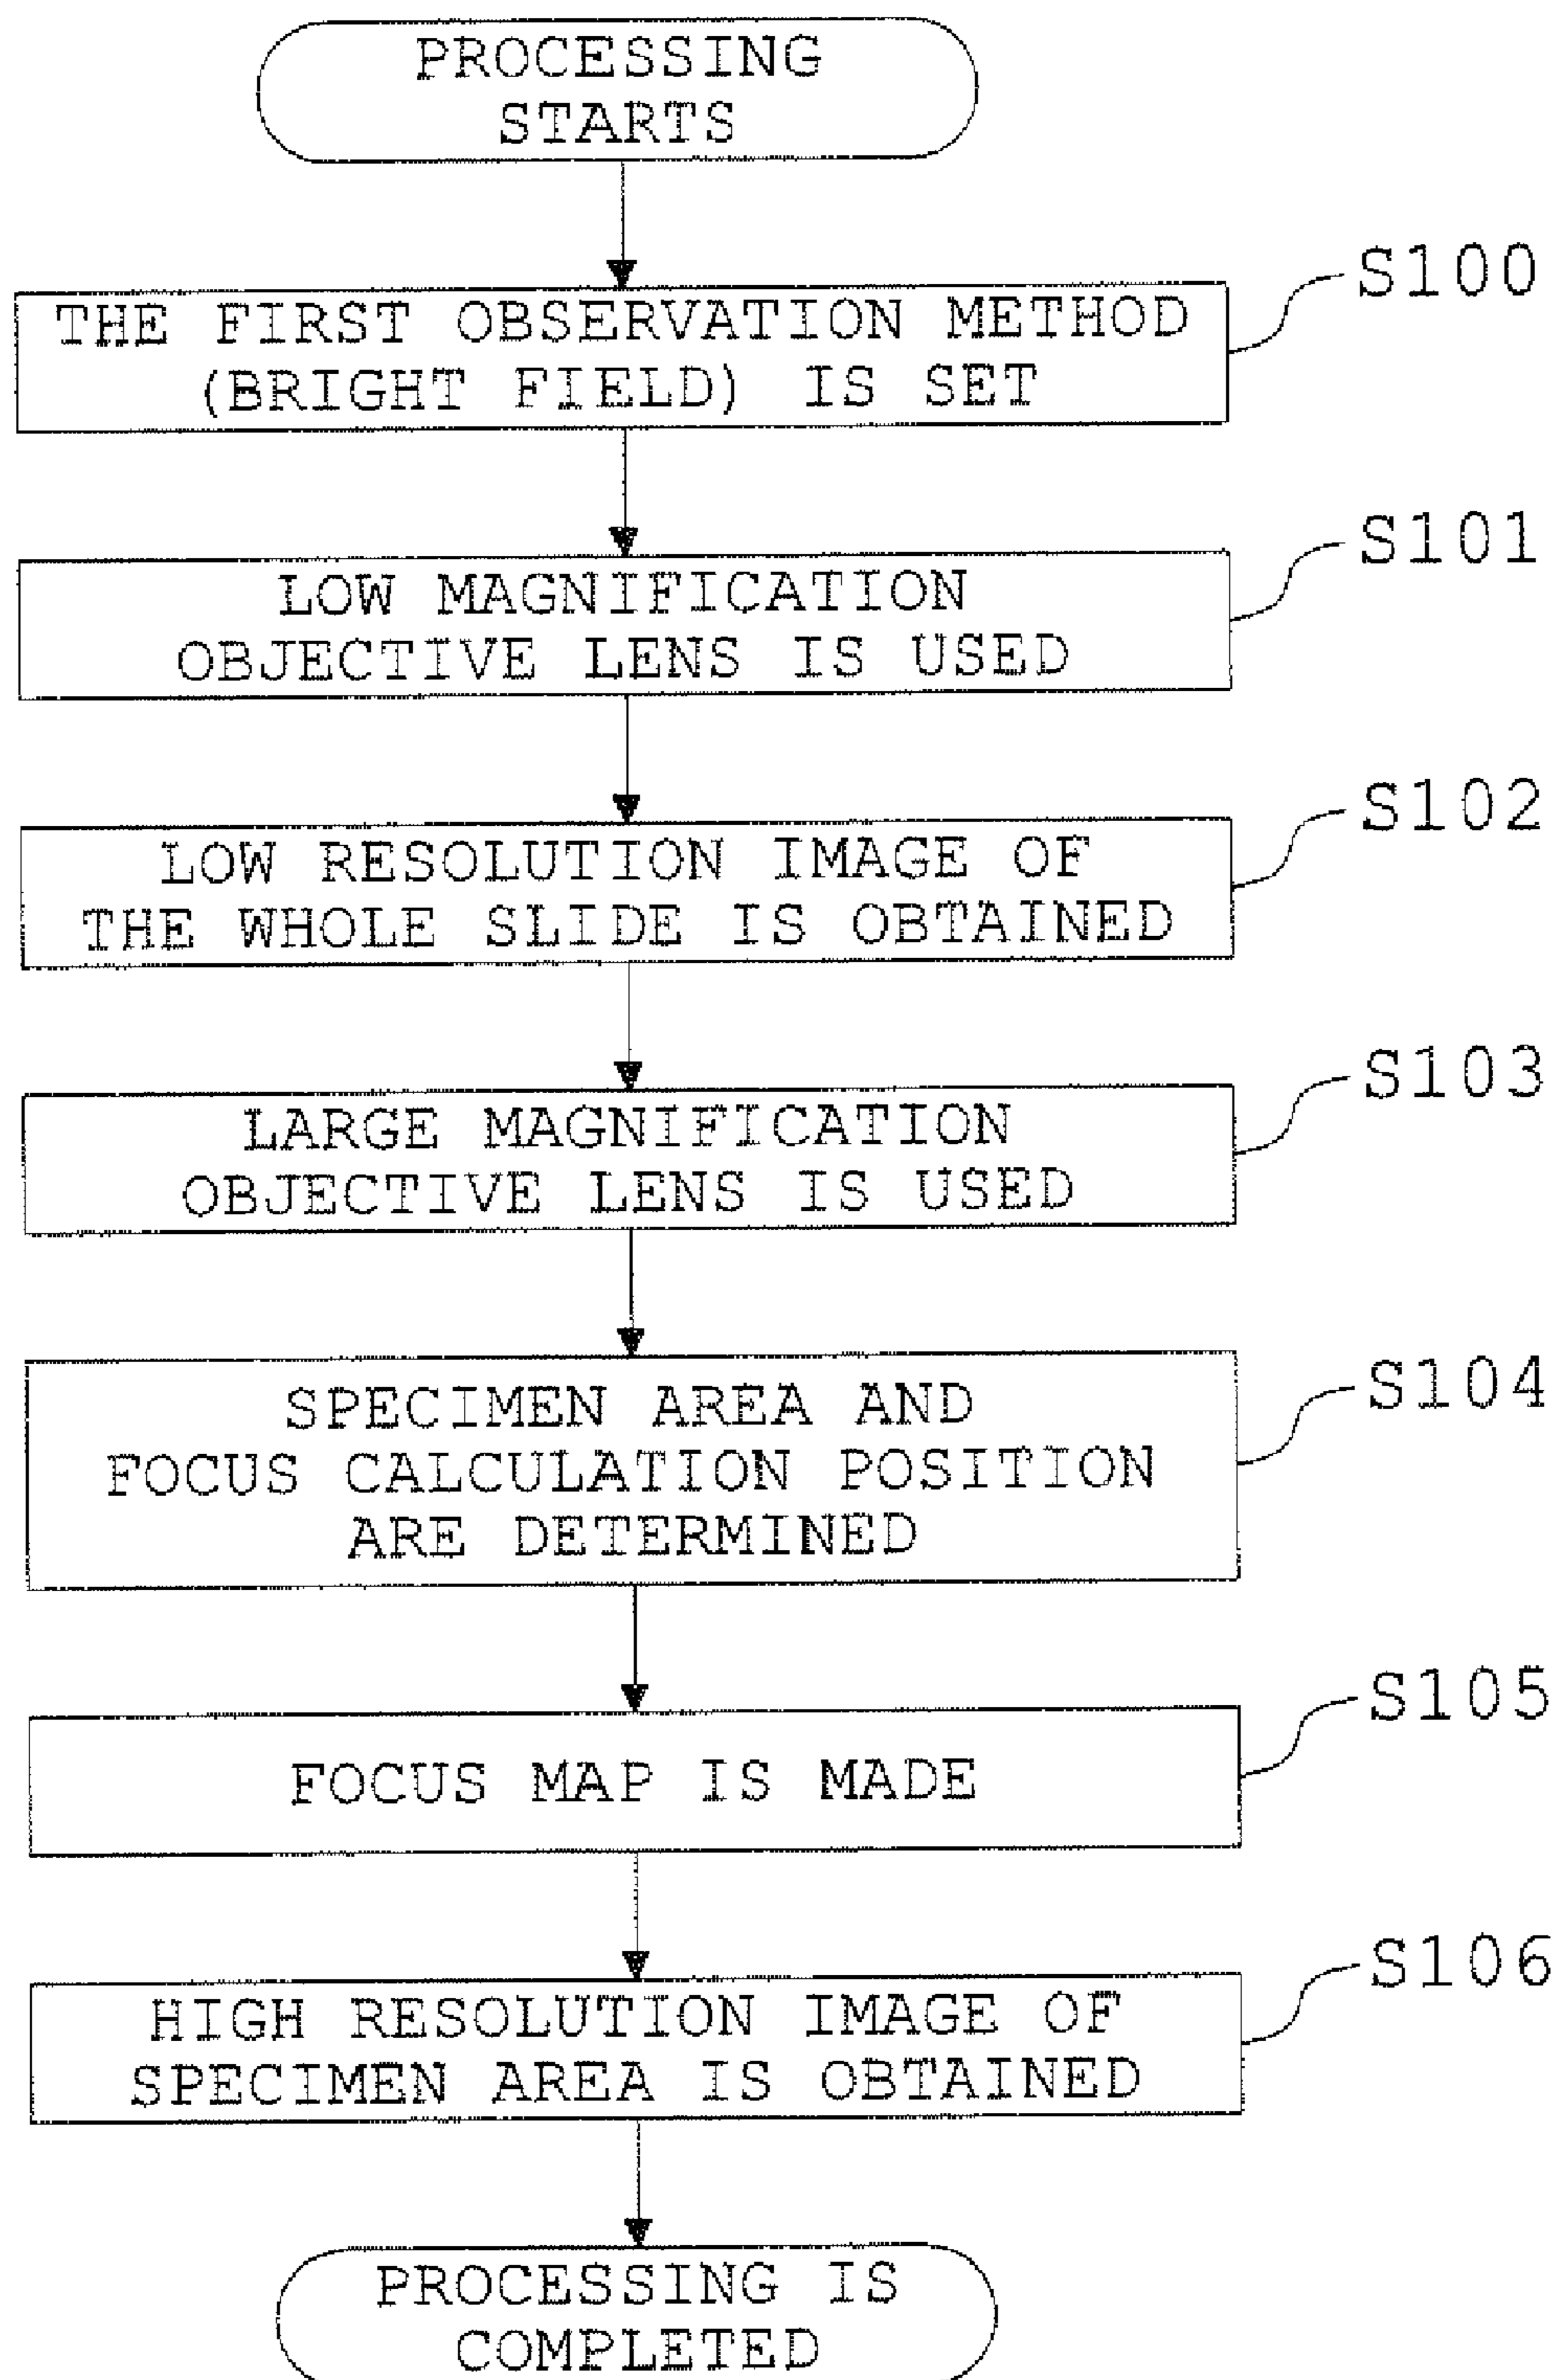 PROCESSING
STARTS
S100
THE FIRST OBSERVATION METHOD
(BRIGHT FIELD) IS SET
S101
LOW MAGNIFICATION
OBJECTIVE LENS IS USED
S102
LOW RESOLUTION IMAGE OF
THE WHOLE SLIDE IS OBTAINED
S103
LARGE MAGNIFICATION
OBJECTIVE LENS IS USED
S104
SPECIMEN AREA AND
FOCUS CALCULATION POSITION
ARE DETERMINED
S105
FOCUS MAP IS MADE
S106
HIGH RESOLUTION IMAGE OF
SPECIMEN AREA IS OBTAINED
PROCESSING IS
COMPLETED